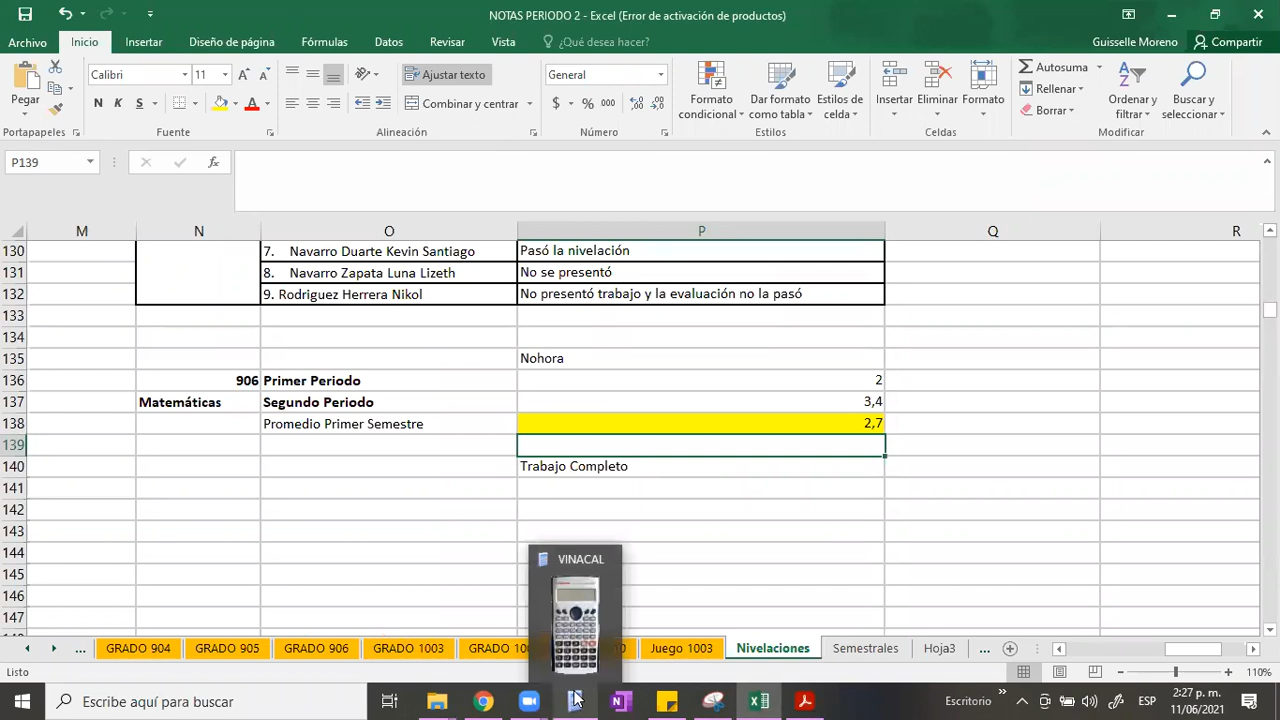 NOTAS PERIODO 2 - Excel (Error de activación de productos)
Archivo Inicio Insertar Diseño de página Fórmulas Datos Revisar Vista ¿Qué desea hacer? Guisselle Moreno Compartir
Calibri 11 Ajustar texto General Autosuma
Rellenar
Pegar N K S Combinar y centrar $ % 000 Formato condicional Dar formato como tabla Estilos de celda Insertar Eliminar Formato Borrar Ordenar y filtrar Buscar y seleccionar
Portapapeles Fuente Alineación Número Estilos Celdas Modificar
P139 fx
M N O P Q R
130 7. Navarro Duarte Kevin Santiago Pasó la nivelación
131 8. Navarro Zapata Luna Lizeth No se presentó
132 9. Rodriguez Herrera Nikol No presentó trabajo y la evaluación no la pasó
133
134
135 Nohora
136 906 Primer Periodo 2
137 Matemáticas Segundo Periodo 3,4
138 Promedio Primer Semestre 2,7
139
140 Trabajo Completo
141
142
143
144
145
146
147
VINACAL
... GRADO 904 GRADO 905 GRADO 906 GRADO 1003 Juego 1003 Nivelaciones Semestrales Hoja3 ...
Listo 110%
Escribe aquí para buscar Escritorio ESP 2:27 p. m.
11/06/2021